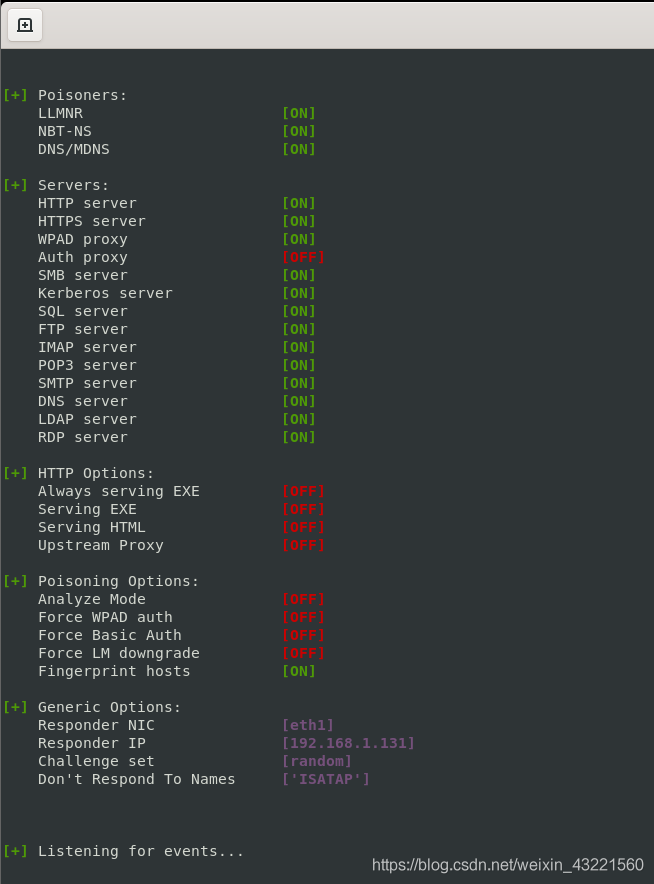 [+] Poisoners:
LLMNR [ON]
NBT-NS [ON]
DNS/MDNS [ON]
[+] Servers:
HTTP server [ON]
HTTPS server [ON]
WPAD proxy [ON]
Auth proxy [OFF]
SMB server [ON]
Kerberos server [ON]
SQL server [ON]
FTP server [ON]
IMAP server [ON]
POP3 server [ON]
SMTP server [ON]
DNS server [ON]
LDAP server [ON]
RDP server [ON]
[+] HTTP Options:
Always serving EXE [OFF]
Serving EXE [OFF]
Serving HTML [OFF]
Upstream Proxy [OFF]
[+] Poisoning Options:
Analyze Mode [OFF]
Force WPAD auth [OFF]
Force Basic Auth [OFF]
Force LM downgrade [OFF]
Fingerprint hosts [ON]
[+] Generic Options:
Responder NIC [eth1]
Responder IP [192.168.1.131]
Challenge set [random]
Don't Respond To Names ['ISATAP']
[+] Listening for events...
https://blog.csdn.net/weixin_43221560